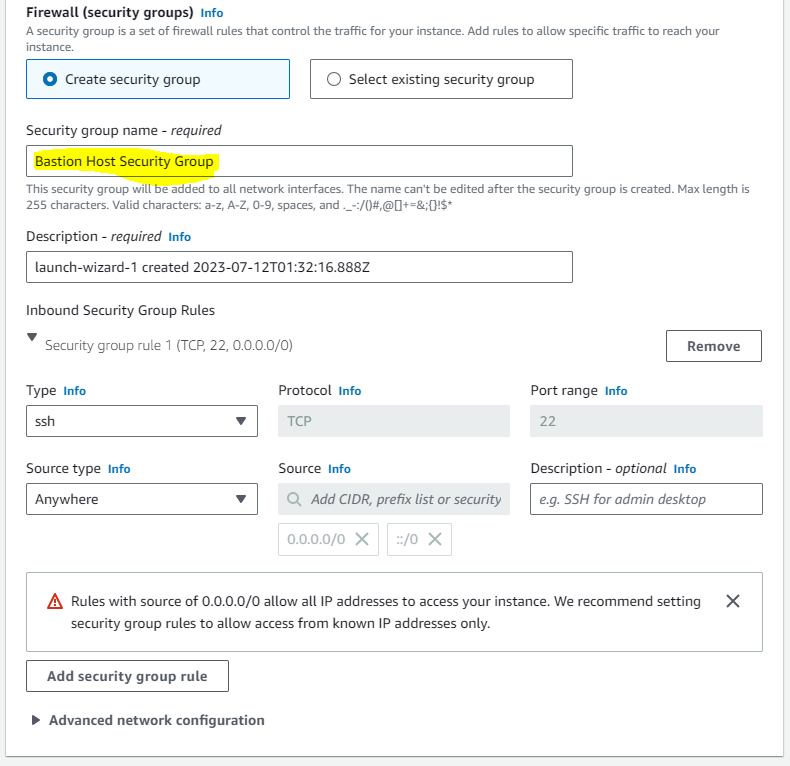 Firewall (security groups) Info
A security group is a set of firewall rules that control the traffic for your instance. Add rules to allow specific traffic to reach your
instance.
Create security group
Select existing security group
Security group name - required
Bastion Host Security Group
This security group will be added to all network interfaces. The name can't be edited after the security group is created. Max length is
255 characters. Valid characters: a-z, A-Z, 0-9, spaces, and ._-:/()#,@[]+=&;{}!$*
Description - required Info
launch-wizard-1 created 2023-07-12T01:32:16.888Z
Inbound Security Group Rules
Security group rule 1 (TCP, 22, 0.0.0.0/0)
Remove
Type Info
Protocol Info
Port range Info
ssh
TCP
22
Source type Info
Source Info
Description - optional Info
Anywhere
Add CIDR, prefix list or security
e.g. SSH for admin desktop
0.0.0.0/0
::/0
Rules with source of 0.0.0.0/0 allow all IP addresses to access your instance. We recommend setting
security group rules to allow access from known IP addresses only.
Add security group rule
Advanced network configuration